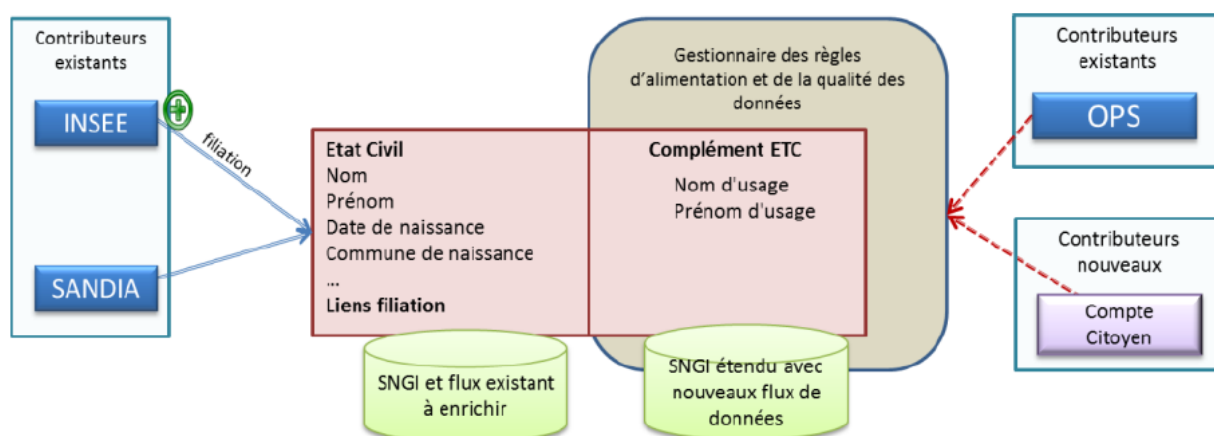 Contributeurs
existants
INSEE
SANDIA
filiation
Etat Civil
Nom
Prénom
Date de naissance
Commune de naissance
...
Liens filiation
SNGI et flux existant
à enrichir
Gestionnaire des règles
d'alimentation et de la qualité des
données
Complément ETC
Nom d'usage
Prénom d'usage
SNGI étendu avec
nouveaux flux de
données
Contributeurs
existants
OPS
Contributeurs
nouveaux
Compte
Citoyen